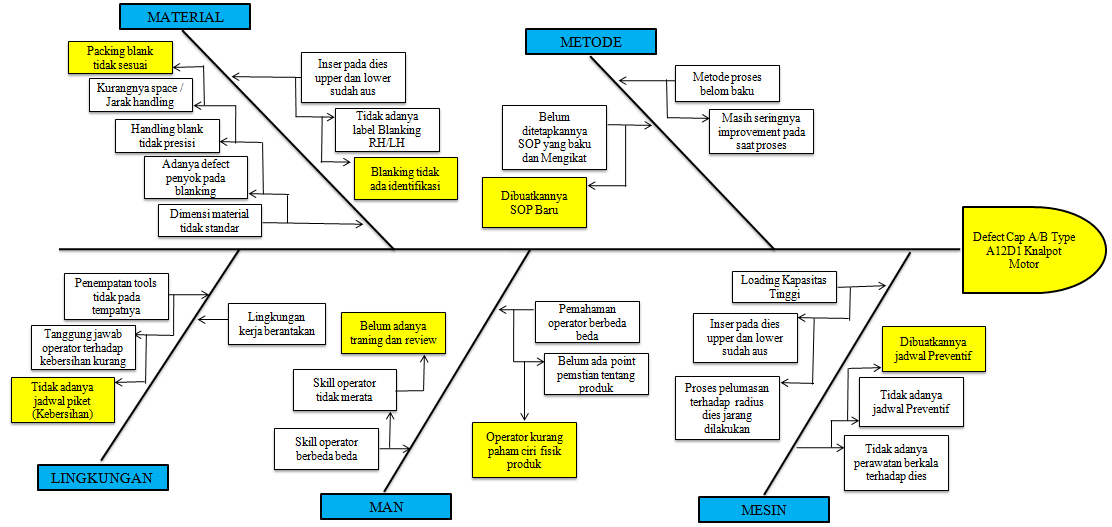 MATERIAL
Packing blank
tidak sesuai
Kurangnya space /
Jarak handling
Handling blank
tidak presisi
Adanya defect
penyok pada
blanking
Dimensi material
tidak standar
Inser pada dies
upper dan lower
sudah aus
Tidak adanya
label Blanking
RH/LH
Blanking tidak
ada identifikasi
METODE
Metode proses
belom baku
Masih seringnya
improvement pada
saat proses
Belum
ditetapkannya
SOP yang baku
dan Mengikat
Dibuatkannya
SOP Baru
Defect Cap A/B Type
A12D1 Knalpot
Motor
Penempatan tools
tidak pada
tempatnya
Tanggung jawab
operator terhadap
kebersihan kurang
Tidak adanya
jadwal piket
(Kebersihan)
Lingkungan
kerja berantakan
LINGKUNGAN
Belum adanya
traning dan review
Skill operator
tidak merata
Skill operator
berbeda beda
Pemahaman
operator berbeda
beda
Belum ada point
pemstian tentang
produk
Operator kurang
paham ciri fisik
produk
MAN
Loading Kapasitas
Tinggi
Inser pada dies
upper dan lower
sudah aus
Proses pelumasan
terhadap radius
dies jarang
dilakukan
Dibuatkannya
jadwal Preventif
Tidak adanya
jadwal Preventif
Tidak adanya
perawatan berkala
terhadap dies
MESIN